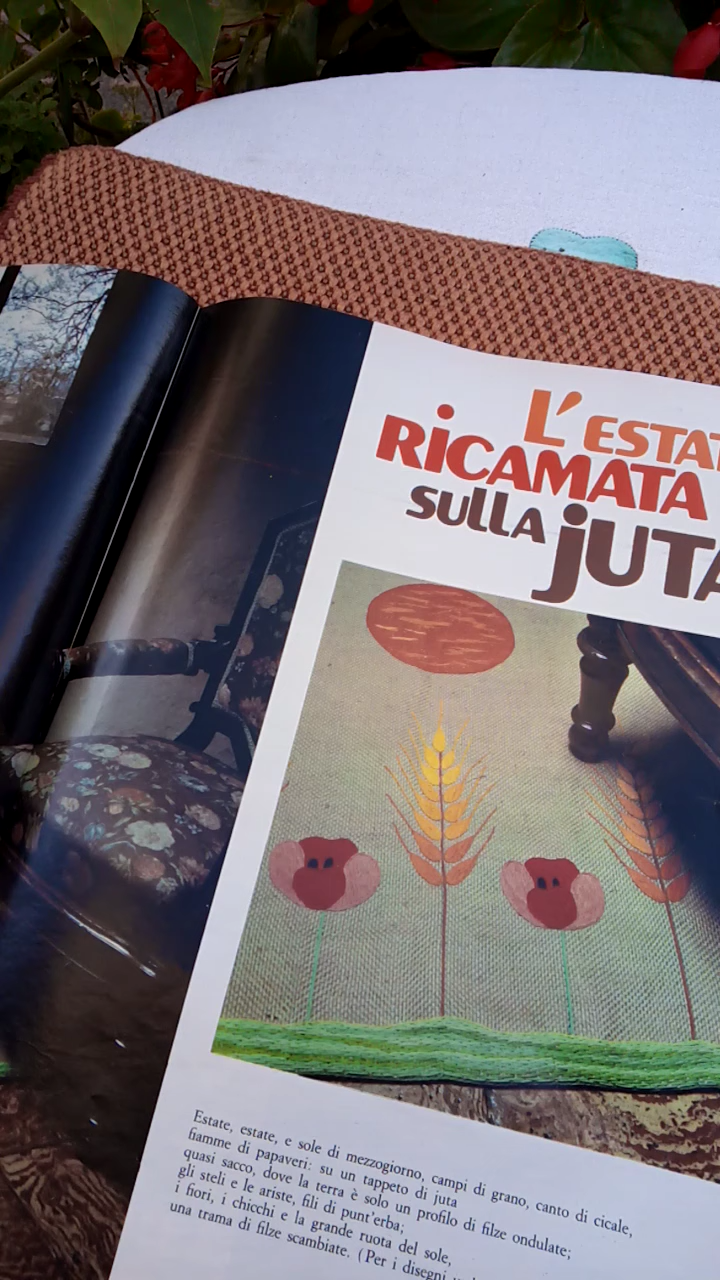 L'ESTAT
RICAMATA
SULLA JUTA
Estate, estate, e sole di mezzogiorno, campi di grano, canto di cicale,
fiamme di papaveri: su un tappeto di juta
quasi sacco, dove la terra è solo un profilo di filze ondulate;
gli steli e le ariste, fili di punt'erba;
i fiori, i chicchi e la grande ruota del sole,
una trama di filze scambiate. (Per i disegni